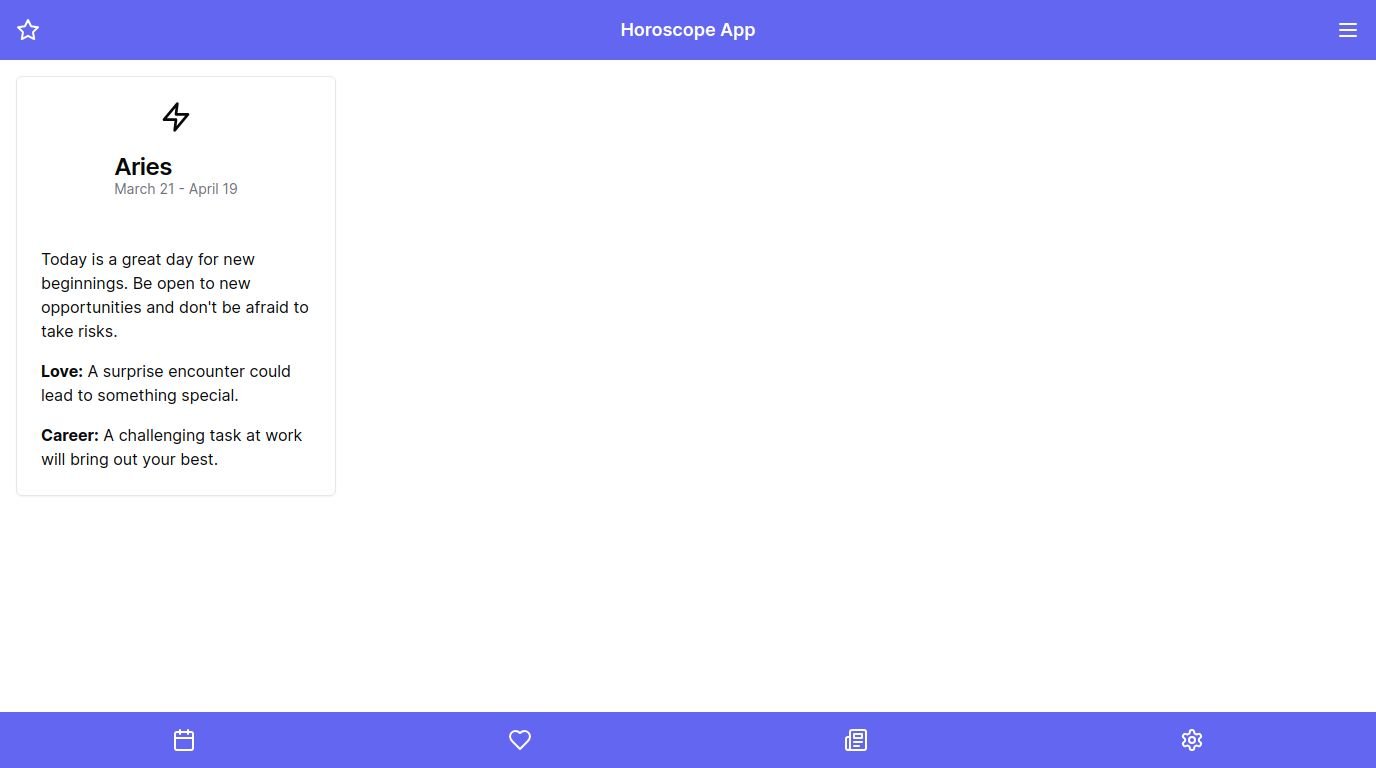 Horoscope App
Aries
March 21 - April 19
Today is a great day for new
beginnings. Be open to new
opportunities and don't be afraid to
take risks.
Love: A surprise encounter could
lead to something special.
Career: A challenging task at work
will bring out your best.